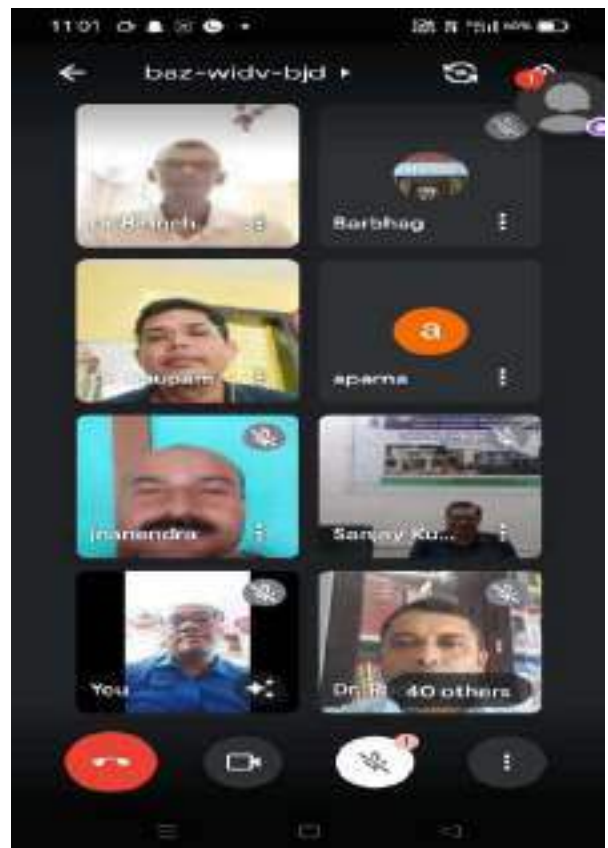 11:01
baz-widv-bjd
Barbhag
aparna
a
jnanendra
Sanjay Ku...
You
40 others